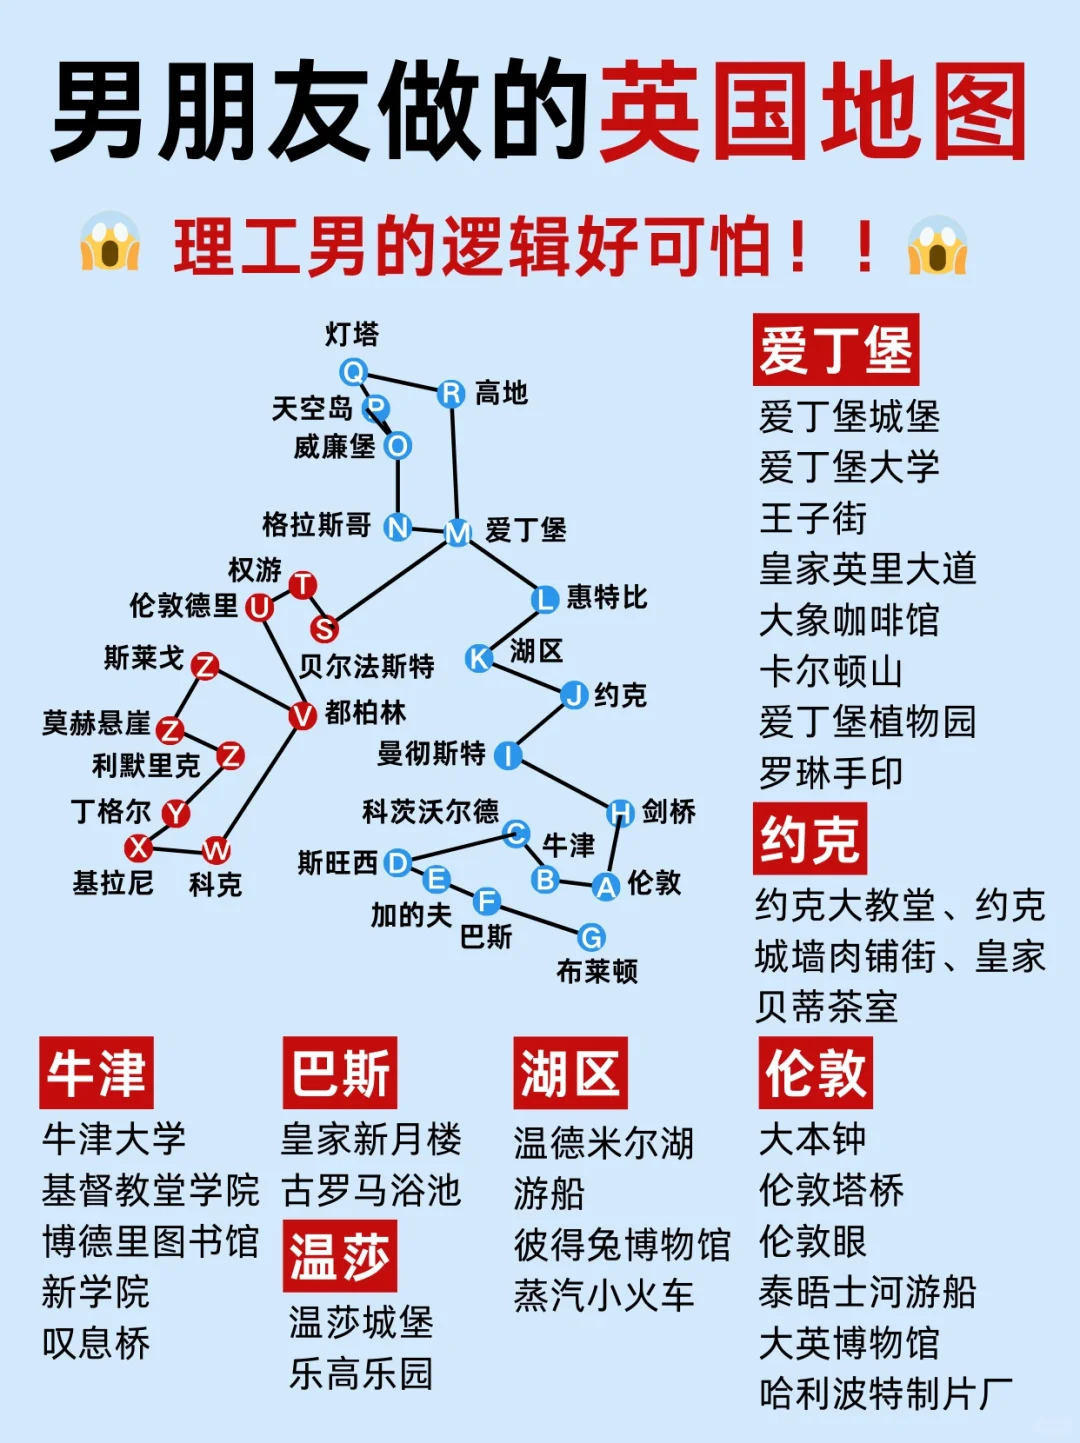 男朋友做的英国地图
理工男的逻辑好可怕！！
灯塔
Q
R
高地
天空岛
P
威廉堡
O
格拉斯哥
N
M
爱丁堡
权游
T
伦敦德里
U
S
贝尔法斯特
L
惠特比
斯莱戈
Z
K
湖区
J
约克
莫赫悬崖
Z
V
都柏林
利默里克
Z
曼彻斯特
I
丁格尔
Y
科茨沃尔德
C
H
剑桥
X
W
基拉尼
科克
斯旺西
D
牛津
B
A
伦敦
E
加的夫
F
巴斯
G
布莱顿
爱丁堡
爱丁堡城堡
爱丁堡大学
王子街
皇家英里大道
大象咖啡馆
卡尔顿山
爱丁堡植物园
罗琳手印
约克
约克大教堂、约克
城墙肉铺街、皇家
贝蒂茶室
牛津
牛津大学
基督教堂学院
博德里图书馆
新学院
叹息桥
巴斯
皇家新月楼
古罗马浴池
温莎
温莎城堡
乐高乐园
湖区
温德米尔湖
游船
彼得兔博物馆
蒸汽小火车
伦敦
大本钟
伦敦塔桥
伦敦眼
泰晤士河游船
大英博物馆
哈利波特制片厂